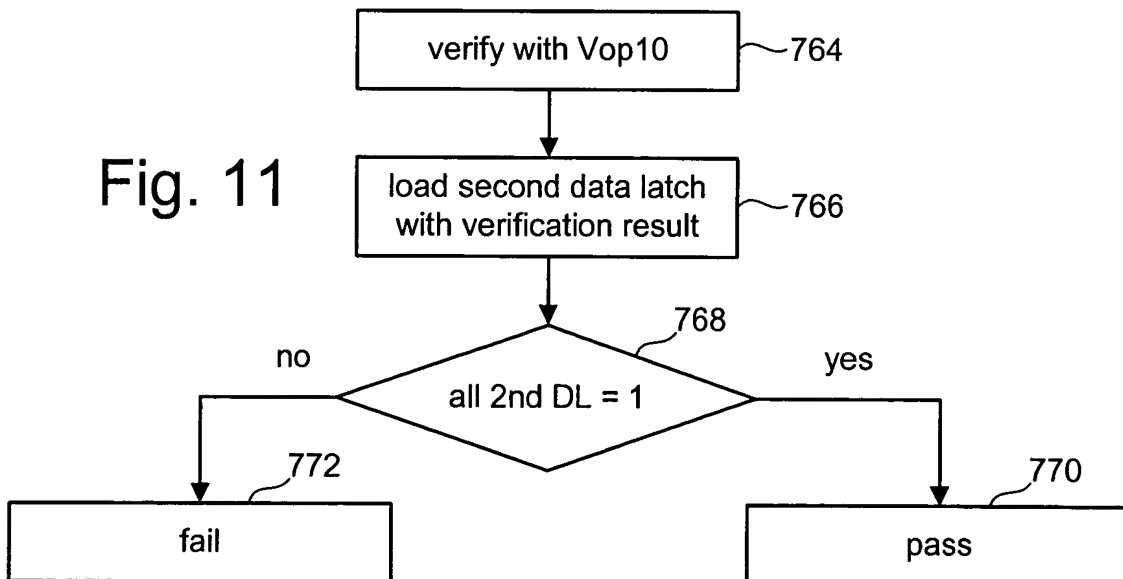 verify with Vop10
764
Fig. 11
load second data latch
with verification result
766
768
no
yes
all 2nd DL = 1
772
770
fail
pass